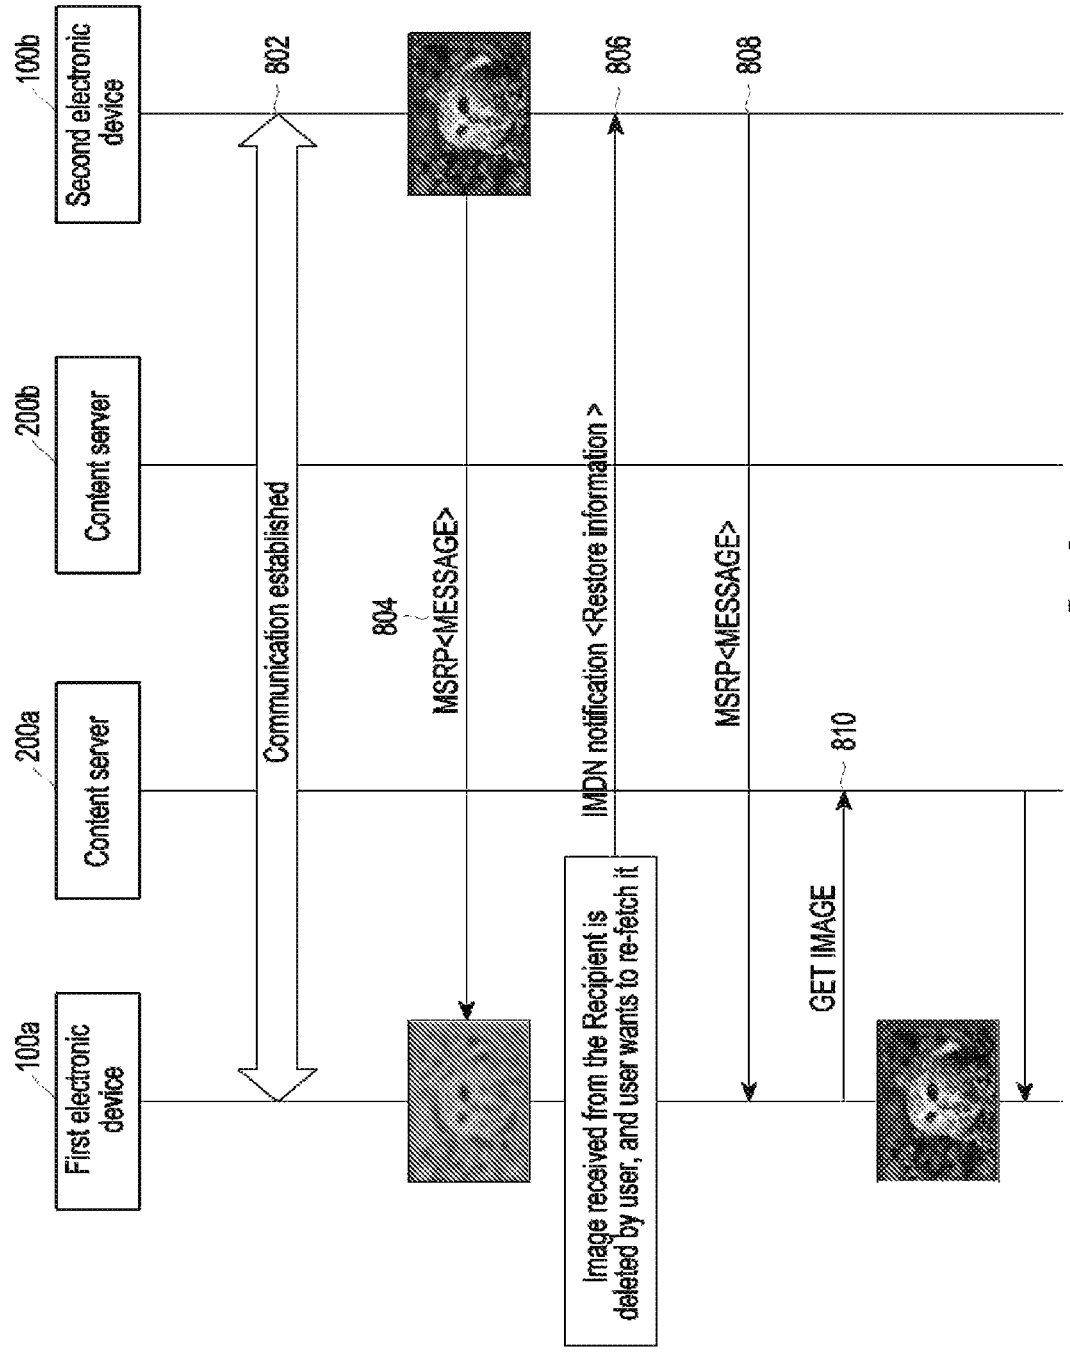 100a
First electronic
device
200a
Content server
200b
Content server
100b
Second electronic
device
Communication established
802
804
MSRP<MESSAGE>
IMDN notification <Restore information >
806
Image received from the Recipient is
deleted by user, and user wants to re-fetch it
MSRP<MESSAGE>
808
GET IMAGE
810